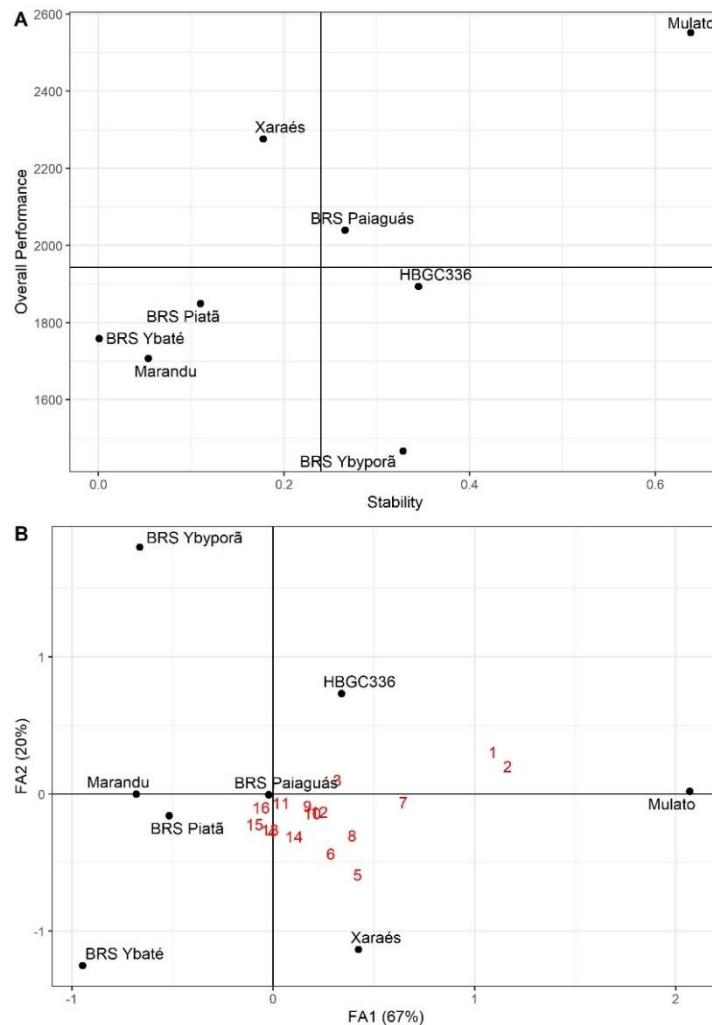 A
2600
2400
2200
2000
1800
1600
Overall Performance
Mulato
Xaraés
BRS Paiaguás
HBGC336
BRS Piatã
BRS Ybaté
Marandu
BRS Ybyporã
0.0 0.2 0.4 0.6
Stability
B
BRS Ybyporã
1
0
-1
FA2 (20%)
HBGC336
1
2
Marandu
BRS Paiaguás
3
Mulato
16
11
9
10
12
7
BRS Piatã
15
14
8
6
5
Xaraés
BRS Ybaté
-1 0 1 2
FA1 (67%)